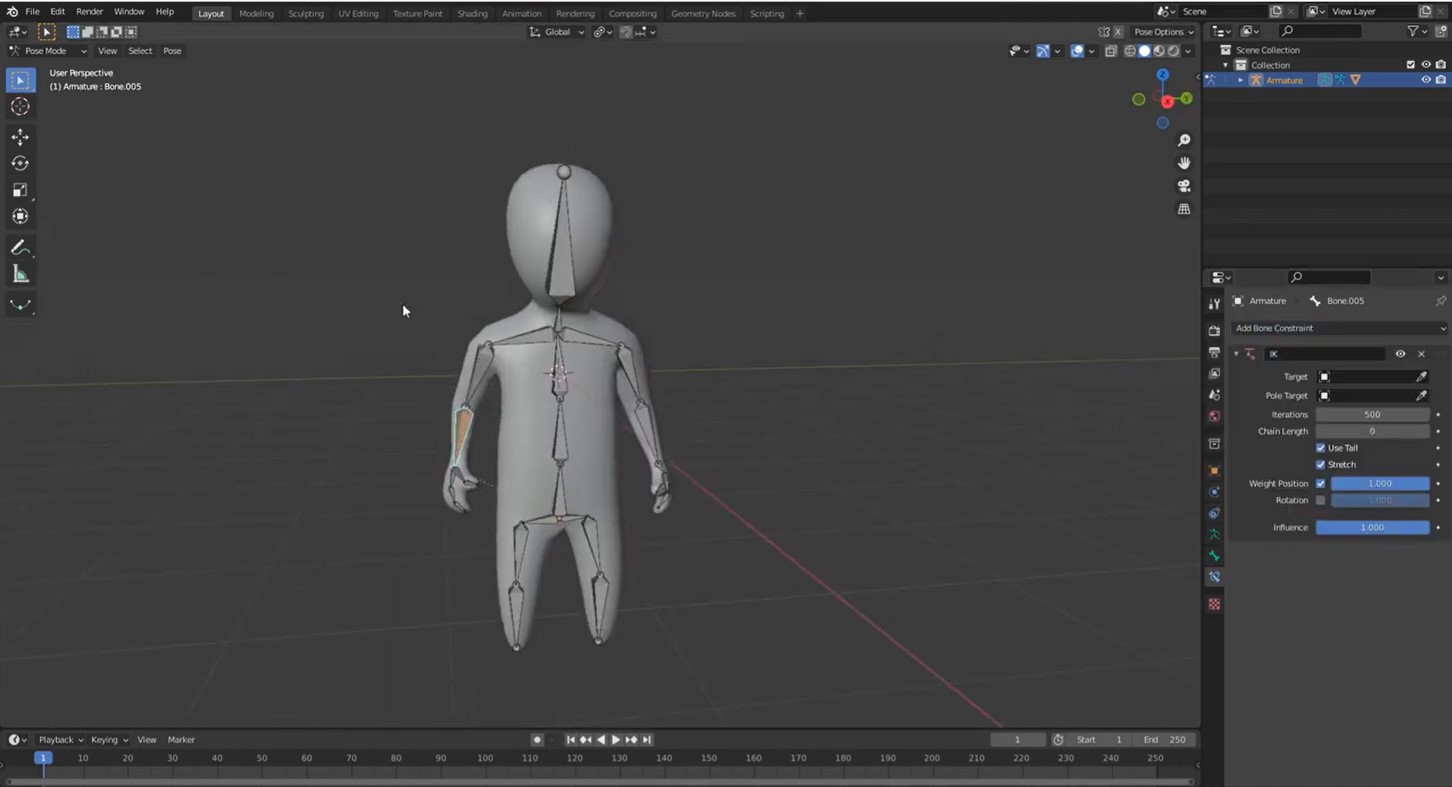 File Edit Render Window Help Layout Modeling Sculpting UV Editing Texture Paint Shading Animation Rendering Compositing Geometry Nodes Scripting + Scene View Layer
Global Pose Options
Pose Mode View Select Pose
User Perspective
(1) Armature : Bone.005
Z
X
Y
Scene Collection
Collection
Armature
Armature Bone.005
Add Bone Constraint
IK
Target
Pole Target
Iterations 500
Chain Length 0
Use Tail
Stretch
Weight Position 1.000
Rotation 1.000
Influence 1.000
Playback Keying View Marker 1 Start 1 End 250
1 10 20 30 40 50 60 70 80 90 100 110 120 130 140 150 160 170 180 190 200 210 220 230 240 250